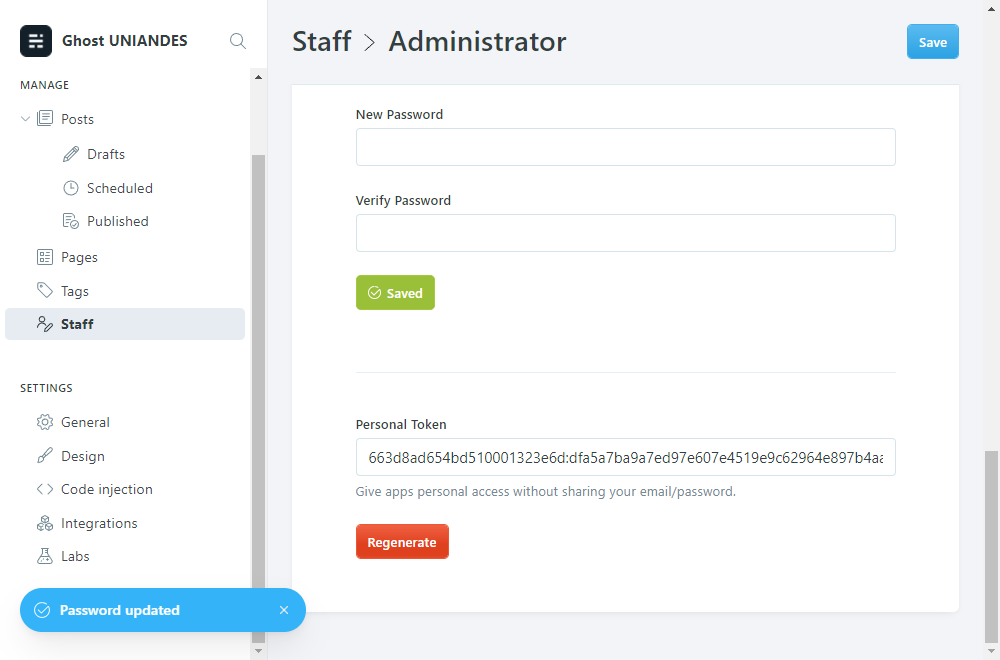 Ghost UNIANDES
MANAGE
Posts
Drafts
Scheduled
Published
Pages
Tags
Staff
SETTINGS
General
Design
Code injection
Integrations
Labs
Password updated
Staff > Administrator
Save
New Password
Verify Password
Saved
Personal Token
663d8ad654bd510001323e6d:dfa5a7ba9a7ed97e607e4519e9c62964e897b4aa
Give apps personal access without sharing your email/password.
Regenerate